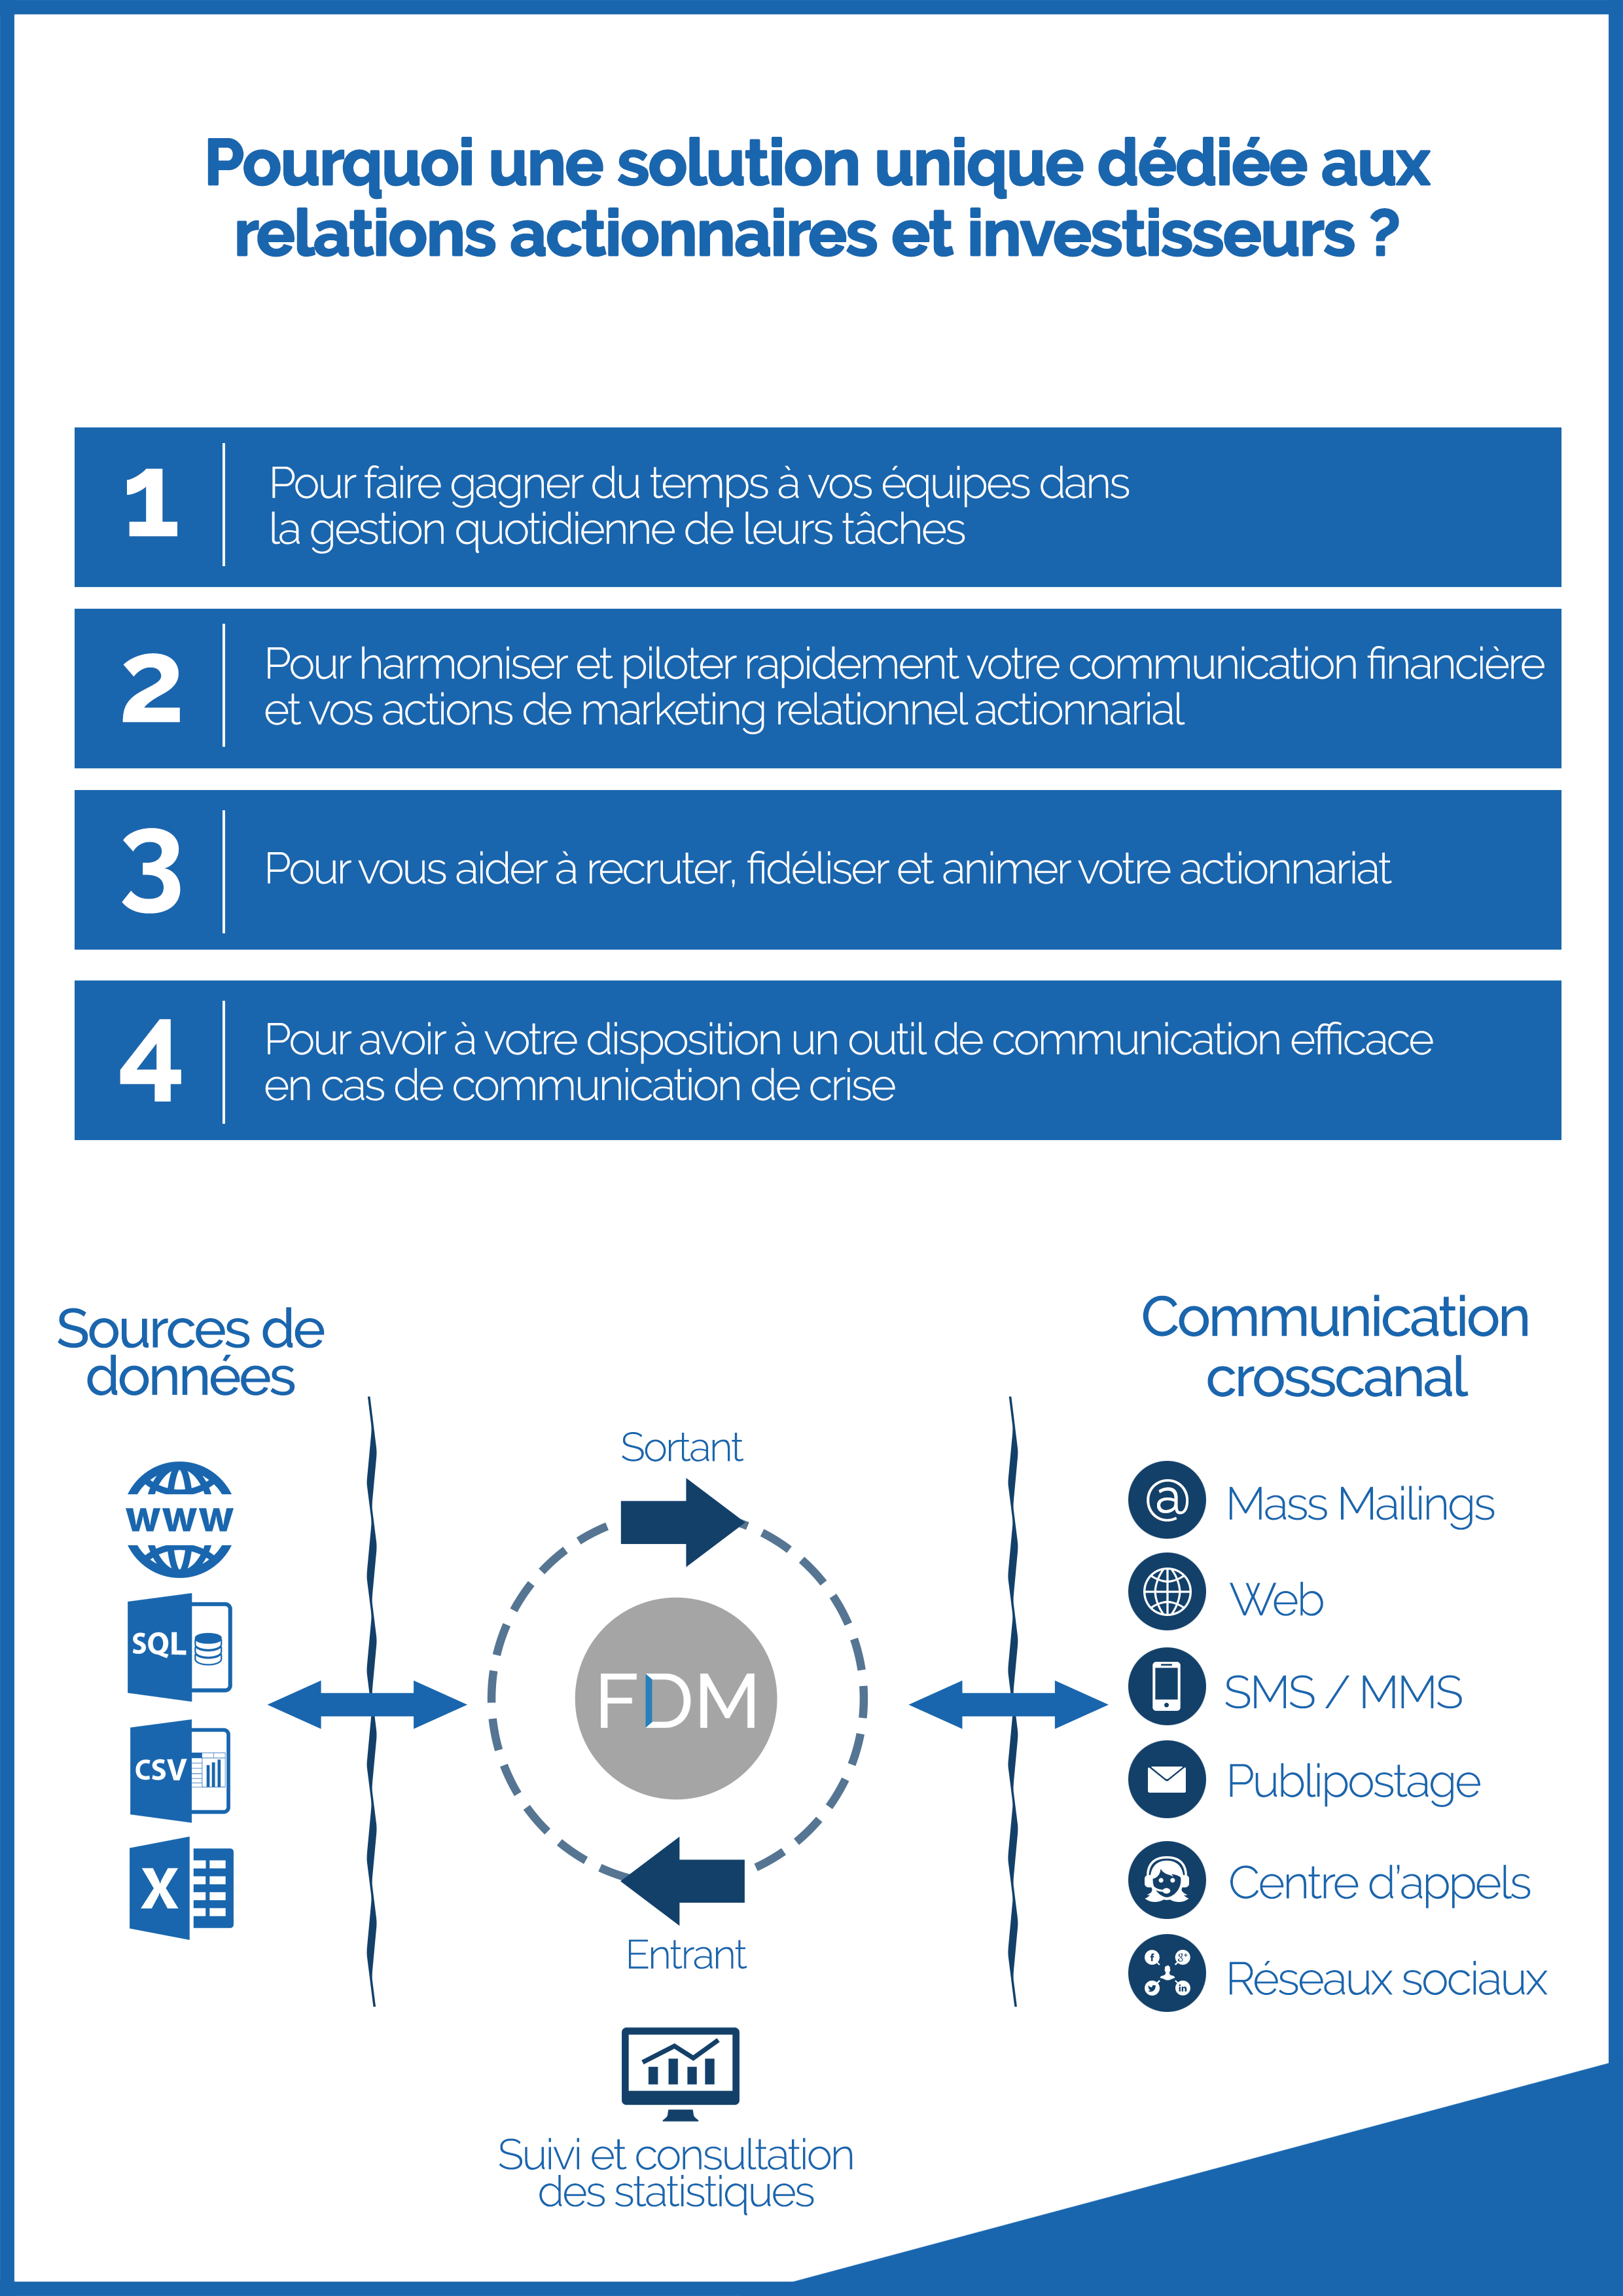 Pourquoi une solution unique dédiée aux
relations actionnaires et investisseurs ?
1
Pour faire gagner du temps à vos équipes dans
la gestion quotidienne de leurs tâches
2
Pour harmoniser et piloter rapidement votre communication financière
et vos actions de marketing relationnel actionnarial
3
Pour vous aider à recruter, fidéliser et animer votre actionnariat
4
Pour avoir à votre disposition un outil de communication efficace
en cas de communication de crise
Sources de
données
www
SQL
CSV
X
Sortant
FDM
Entrant
Suivi et consultation
des statistiques
Communication
crosscanal
@
Mass Mailings
Web
SMS / MMS
Publipostage
Centre d'appels
f g+
in
Réseaux sociaux